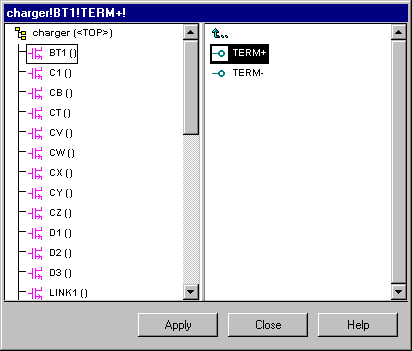 charger!BT1!TERM+!
charger (<TOP>)
BT1 ()
C1 ()
CB ()
CT ()
CV ()
CW ()
CX ()
CY ()
CZ ()
D1 ()
D2 ()
D3 ()
LINK1 ()
..
TERM+
TERM-
Apply
Close
Help